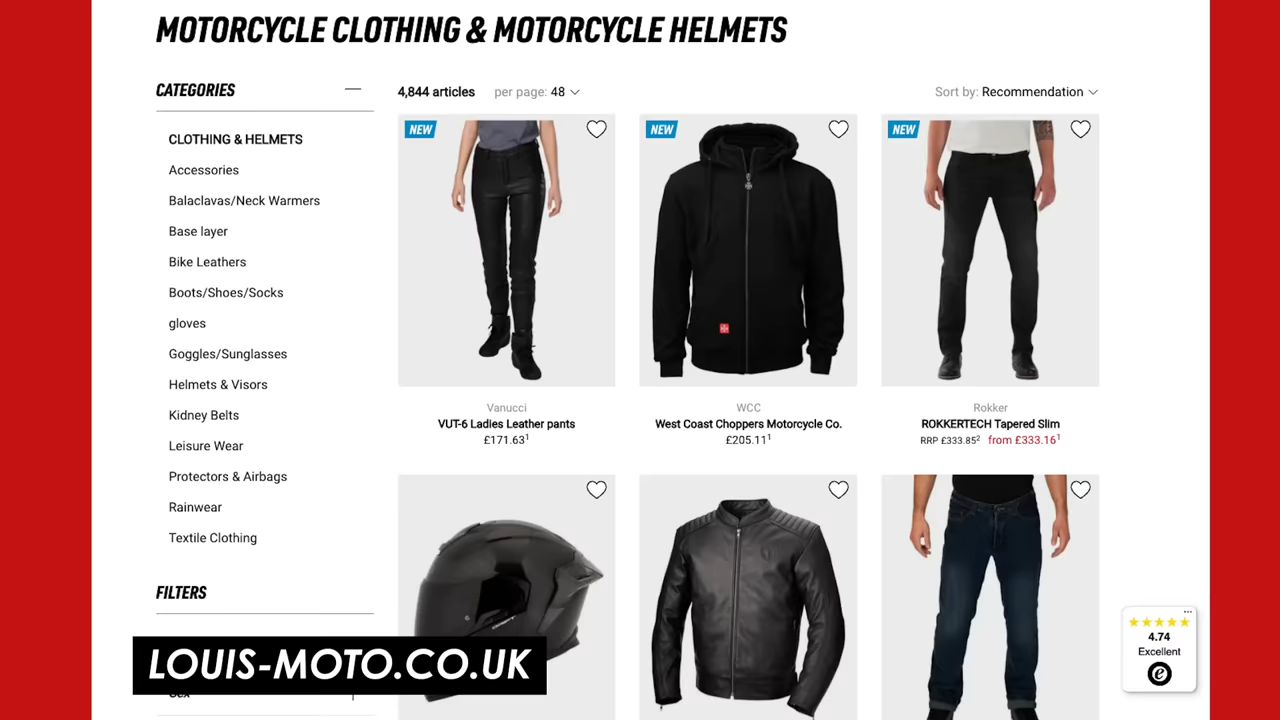 MOTORCYCLE CLOTHING & MOTORCYCLE HELMETS
CATEGORIES
4,844 articles per page: 48
Sort by: Recommendation
CLOTHING & HELMETS
Accessories
Balaclavas/Neck Warmers
Base layer
Bike Leathers
Boots/Shoes/Socks
gloves
Goggles/Sunglasses
Helmets & Visors
Kidney Belts
Leisure Wear
Protectors & Airbags
Rainwear
Textile Clothing
FILTERS
NEW
Vanucci
VUT-6 Ladies Leather pants
£171.63¹
NEW
WCC
West Coast Choppers Motorcycle Co.
£205.11¹
NEW
Rokker
ROKKERTECH Tapered Slim
RRP £333.85² from £333.16¹
LOUIS-MOTO.CO.UK
4.74
Excellent